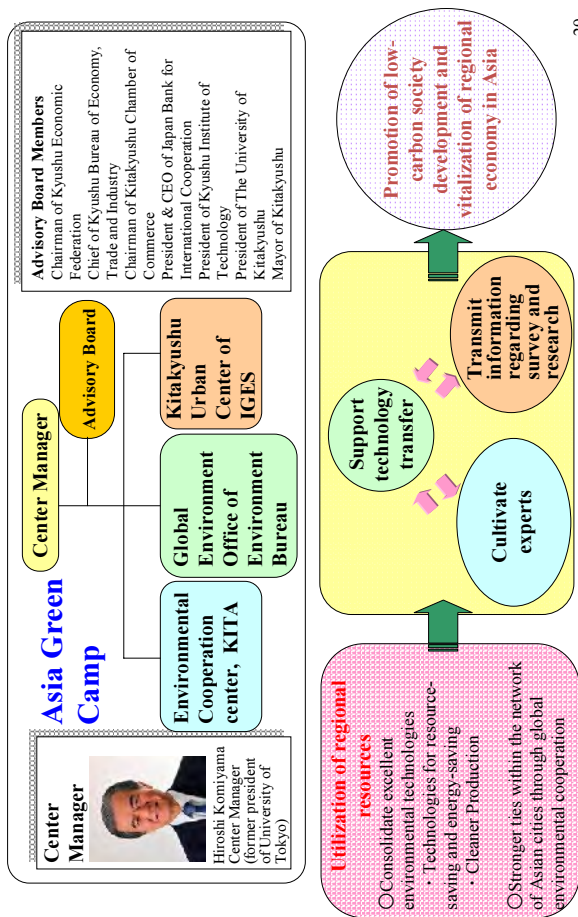 Asia Green
Camp
Center
Manager
Hiroshi Komiyama
Center Manager
(former president
of University of
Tokyo)
Center Manager
Advisory Board
Environmental
Cooperation
center,  KITA
Global
Environment
Office of
Environment
Bureau
Kitakyushu
Urban
Center of
IGES
Advisory Board Members
Chairman of Kyushu Economic
Federation
Chief of Kyushu Bureau of Economy,
Trade and Industry
Chairman of Kitakyushu Chamber of
Commerce
President & CEO of Japan Bank for
International Cooperation
President of Kyushu Institute of
Technology
President of The University of
Kitakyushu
Mayor of Kitakyushu
Utilization of regional
resources
○Consolidate excellent
environmental technologies
・Technologies for resource-
saving and energy-saving
・Cleaner Production
○Stronger ties within the network
of Asian cities through global
environmental cooperation
Support
technology
transfer
Cultivate
experts
Transmit
information
regarding
survey and
research
Promotion of low-
carbon society
development and
vitalization of regional
economy in Asia